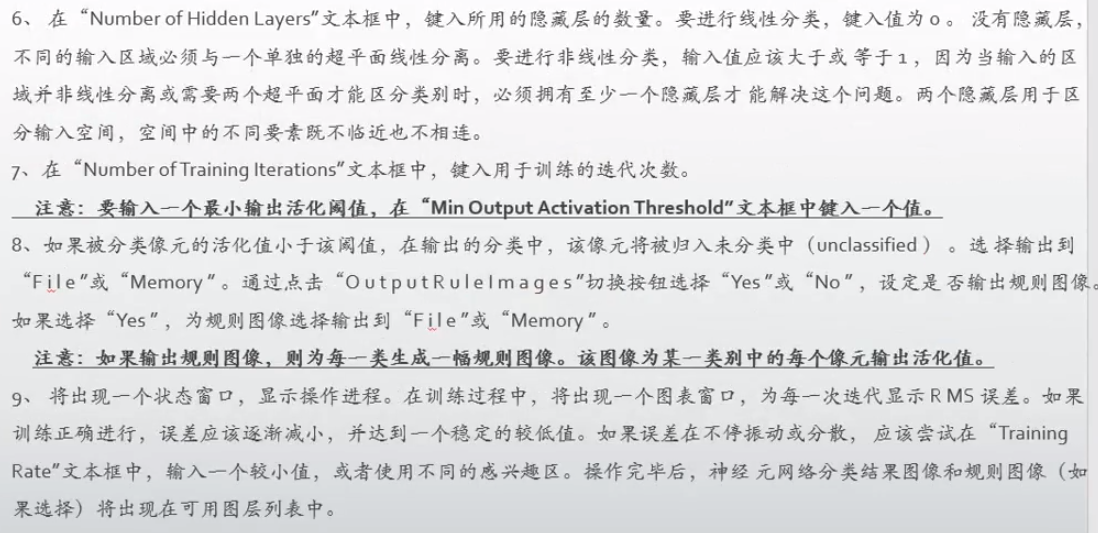 6、 在“Number of Hidden Layers”文本框中，键入所用的隐藏层的数量。要进行线性分类，键入值为 0 。 没有隐藏层，
不同的输入区域必须与一个单独的超平面线性分离。要进行非线性分类，输入值应该大于或 等于 1 ，因为当输入的区
域并非线性分离或需要两个超平面才能区分类别时，必须拥有至少一个隐藏层才 能解决这个问题。两个隐藏层用于区
分输入空间，空间中的不同要素既不临近也不相连。
7、在“Number of Training Iterations”文本框中，键入用于训练的迭代次数。
注意：要输入一个最小输出活化阈值，在“Min Output Activation Threshold”文本框中键入一个值。
8、如果被分类像元的活化值小于该阈值，在输出的分类中，该像元将被归入未分类中（unclassified ） 。选 择输出到
“File”或“Memory”。通过点击“OutputRuleImages”切换按钮选择“Yes”或“No”，设定是 否输出规则图像。
如果选择“Yes”，为规则图像选择输出到“File”或“Memory”。
注意：如果输出规则图像，则为每一类生成一幅规则图像。该图像为某一类别中的每个像元输出活化值。
9、 将出现一个状态窗口，显示操作进程。在训练过程中，将出现一个图表窗口，为每一次迭代显示 R MS 误差。如果
训练正确进行，误差应该逐渐减小，并达到一个稳定的较低值。如果误差在不停振动或分散， 应该尝试在“Training
Rate”文本框中，输入一个较小值，或者使用不同的感兴趣区。操作完毕后，神经 元网络分类结果图像和规则图像（如
果选择）将出现在可用图层列表中。